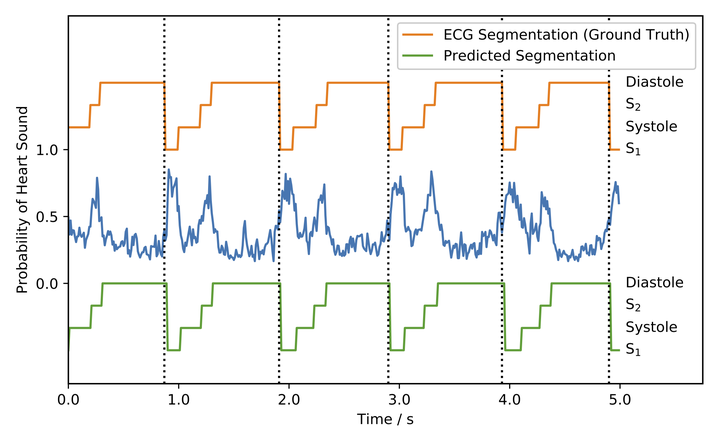 ECG Segmentation (Ground Truth)
Predicted Segmentation
Diastole
S₂
Systole
S₁
1.0
0.5
0.0
Probability of Heart Sound
Diastole
S₂
Systole
S₁
0.0 1.0 2.0 3.0 4.0 5.0
Time / s